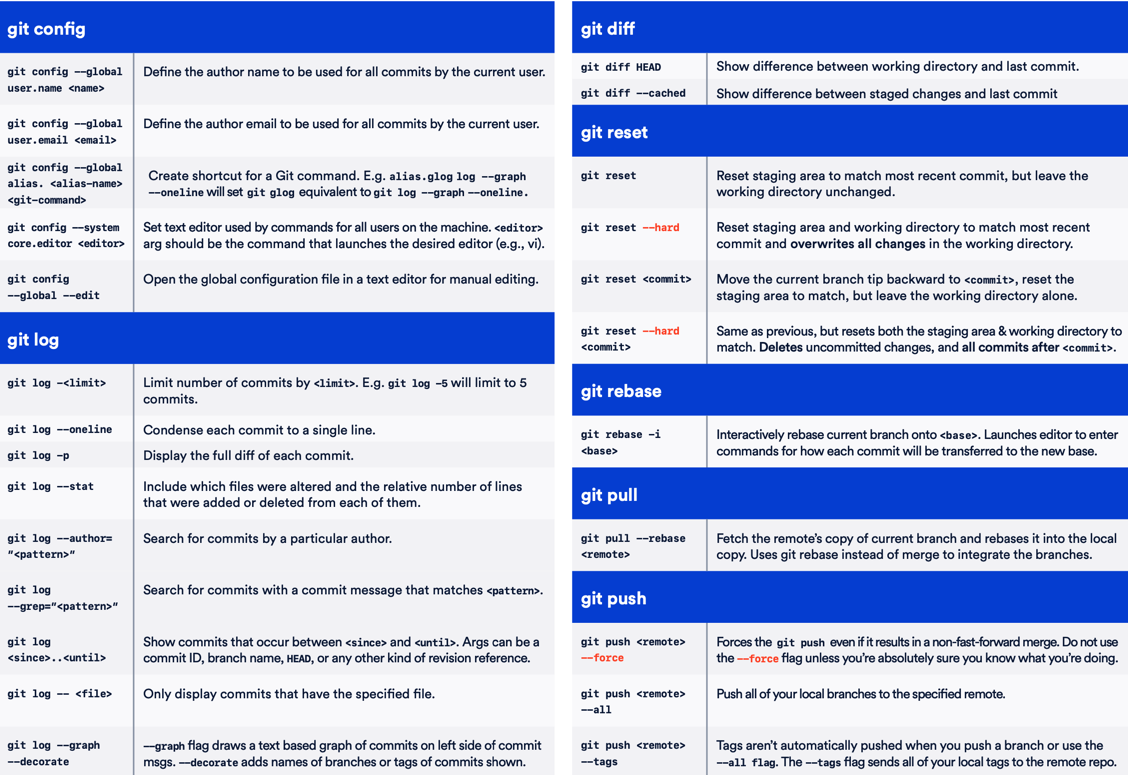 git config
git config --global
user.name <name>
Define the author name to be used for all commits by the current user.
git config --global
user.email <email>
Define the author email to be used for all commits by the current user.
git config --global
alias. <alias-name>
<git-command>
Create shortcut for a Git command. E.g. alias.glog log --graph
--oneline will set git glog equivalent to git log --graph --oneline.
git config --system
core.editor <editor>
Set text editor used by commands for all users on the machine. <editor>
arg should be the command that launches the desired editor (e.g., vi).
git config
--global --edit
Open the global configuration file in a text editor for manual editing.
git log
git log -<limit>
Limit number of commits by <limit>. E.g. git log -5 will limit to 5
commits.
git log --oneline
Condense each commit to a single line.
git log -p
Display the full diff of each commit.
git log --stat
Include which files were altered and the relative number of lines
that were added or deleted from each of them.
git log --author=
"<pattern>"
Search for commits by a particular author.
git log
--grep="<pattern>"
Search for commits with a commit message that matches <pattern>.
git log
<since>..<until>
Show commits that occur between <since> and <until>. Args can be a
commit ID, branch name, HEAD, or any other kind of revision reference.
git log -- <file>
Only display commits that have the specified file.
git log --graph
--decorate
--graph flag draws a text based graph of commits on left side of commit
msgs. --decorate adds names of branches or tags of commits shown.
git diff
git diff HEAD
Show difference between working directory and last commit.
git diff --cached
Show difference between staged changes and last commit
git reset
git reset
Reset staging area to match most recent commit, but leave the
working directory unchanged.
git reset --hard
Reset staging area and working directory to match most recent
commit and overwrites all changes in the working directory.
git reset <commit>
Move the current branch tip backward to <commit>, reset the
staging area to match, but leave the working directory alone.
git reset --hard
<commit>
Same as previous, but resets both the staging area & working directory to
match. Deletes uncommitted changes, and all commits after <commit>.
git rebase
git rebase -i
<base>
Interactively rebase current branch onto <base>. Launches editor to enter
commands for how each commit will be transferred to the new base.
git pull
git pull --rebase
<remote>
Fetch the remote's copy of current branch and rebases it into the local
copy. Uses git rebase instead of merge to integrate the branches.
git push
git push <remote>
--force
Forces the git push even if it results in a non-fast-forward merge. Do not use
the --force flag unless you're absolutely sure you know what you're doing.
git push <remote>
--all
Push all of your local branches to the specified remote.
git push <remote>
--tags
Tags aren't automatically pushed when you push a branch or use the
--all flag. The --tags flag sends all of your local tags to the remote repo.